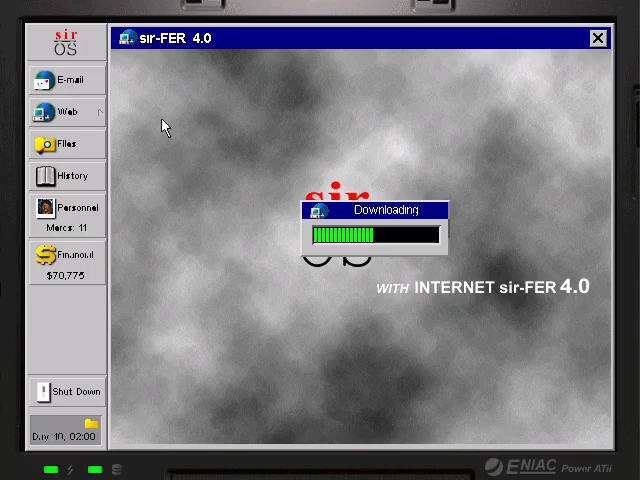 sir
OS
E-mail
Web
Files
History
Personnel
Mercs: 11
Financial
$70,775
Shut Down
Day 10, 02:00
sir-FER 4.0
sir
Downloading
WITH INTERNET sir-FER 4.0
ENIAC Power ATii